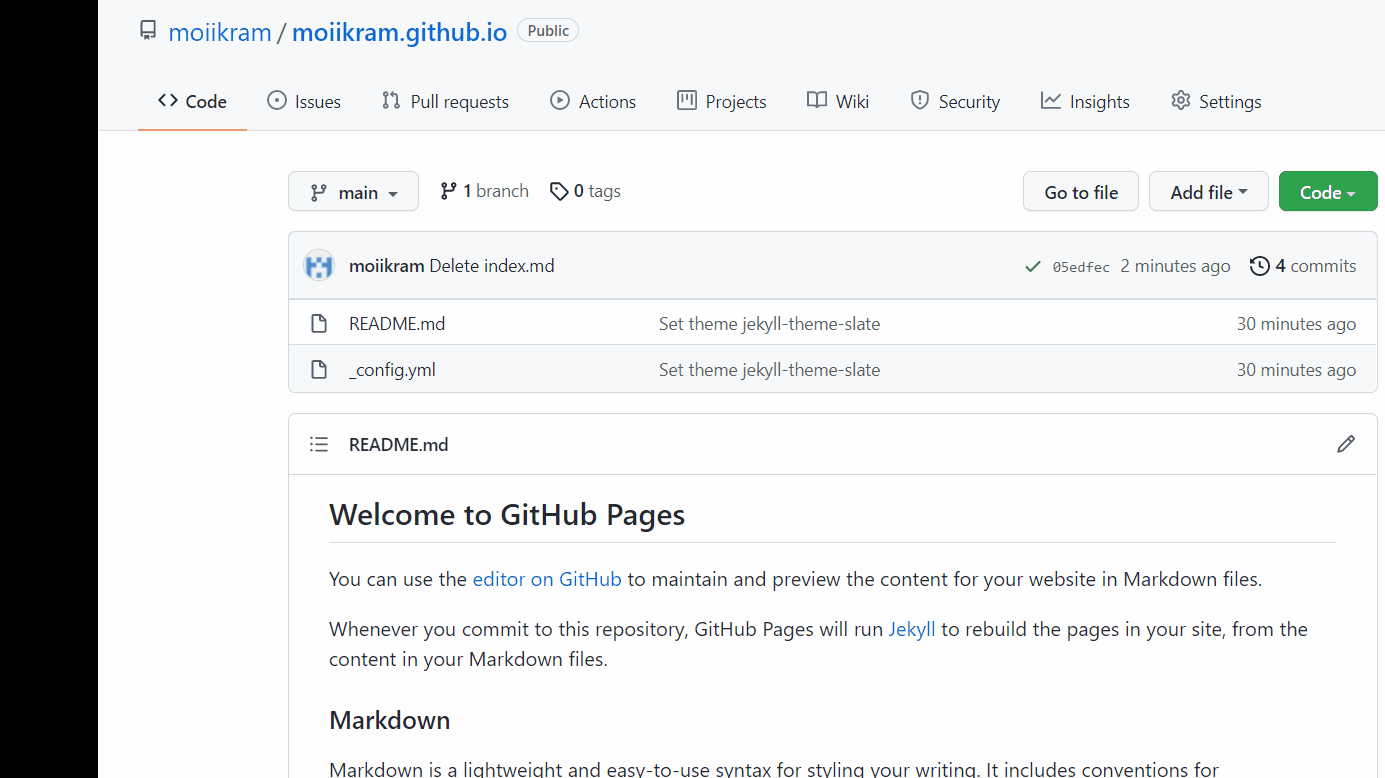 moiikram / moiikram.github.io Public
Code Issues Pull requests Actions Projects Wiki Security Insights Settings
main 1 branch 0 tags Go to file Add file Code
moiikram Delete index.md 05edfec 2 minutes ago 4 commits
README.md Set theme jekyll-theme-slate 30 minutes ago
_config.yml Set theme jekyll-theme-slate 30 minutes ago
README.md
Welcome to GitHub Pages
You can use the editor on GitHub to maintain and preview the content for your website in Markdown files.
Whenever you commit to this repository, GitHub Pages will run Jekyll to rebuild the pages in your site, from the
content in your Markdown files.
Markdown
Markdown is a lightweight and easy-to-use syntax for styling your writing. It includes conventions for